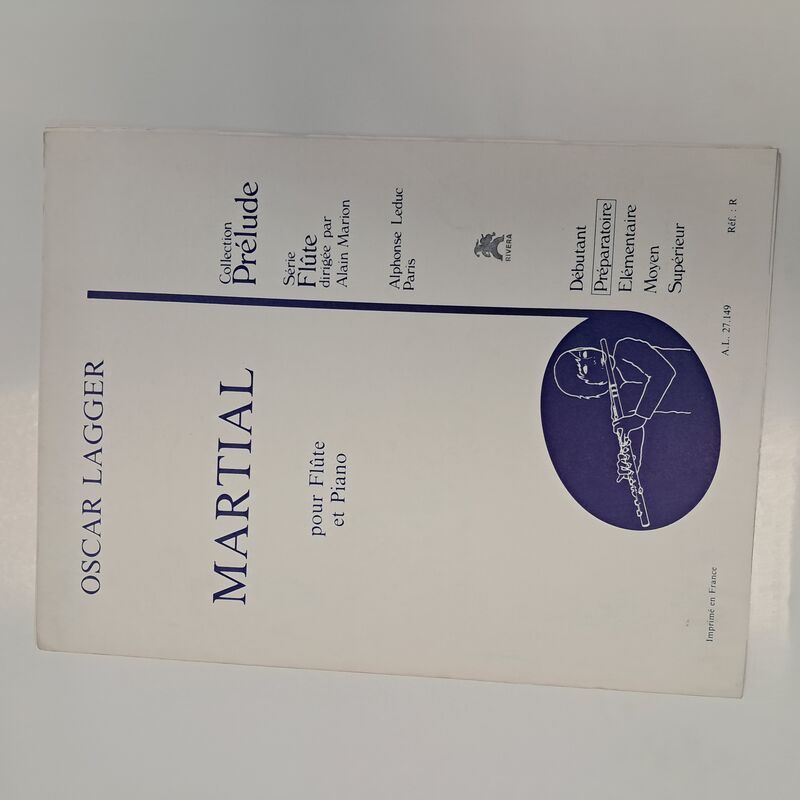 OSCAR LAGGER
MARTIAL
pour Flûte
et Piano
Collection
Prélude
Série
Flûte
dirigée par
Alain Marion
Alphonse Leduc
Paris
RIVERA
Débutant
Préparatoire
Elémentaire
Moyen
Supérieur
Réf. : R
A.L. 27.149
Imprimé en France